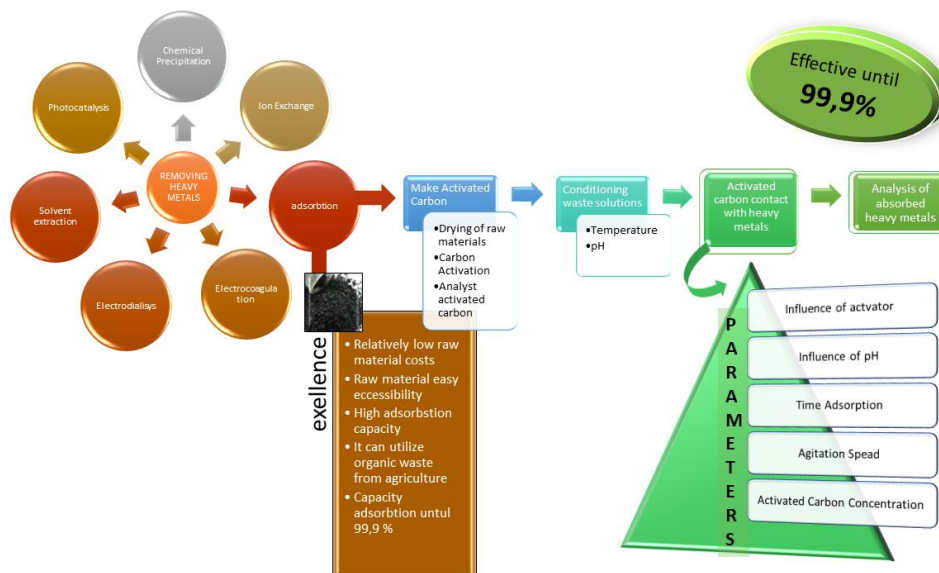 Chemical
Precipitation
Photocatalysis
Ion Exchange
REMOVING
HEAVY
METALS
Solvent
extraction
adsorbtion
Electrodialisys
Electrocoagula
tion
Make Activated
Carbon
•Drying of raw
materials
•Carbon
Activation
•Analyst
activated
carbon
Conditioning
waste solutions
•Temperature
•pH
Activated
carbon contact
with heavy
metals
Analysis of
absorbed
heavy metals
Effective until
99,9%
exellence
• Relatively low raw
material costs
• Raw material easy
eccessibility
• High adsorbstion
capacity
• It can utilize
organic waste
from agriculture
• Capacity
adsorbtion untul
99,9 %
PARAMETERS
Influence of actvator
Influence of pH
Time Adsorption
Agitation Spead
Activated Carbon Concentration